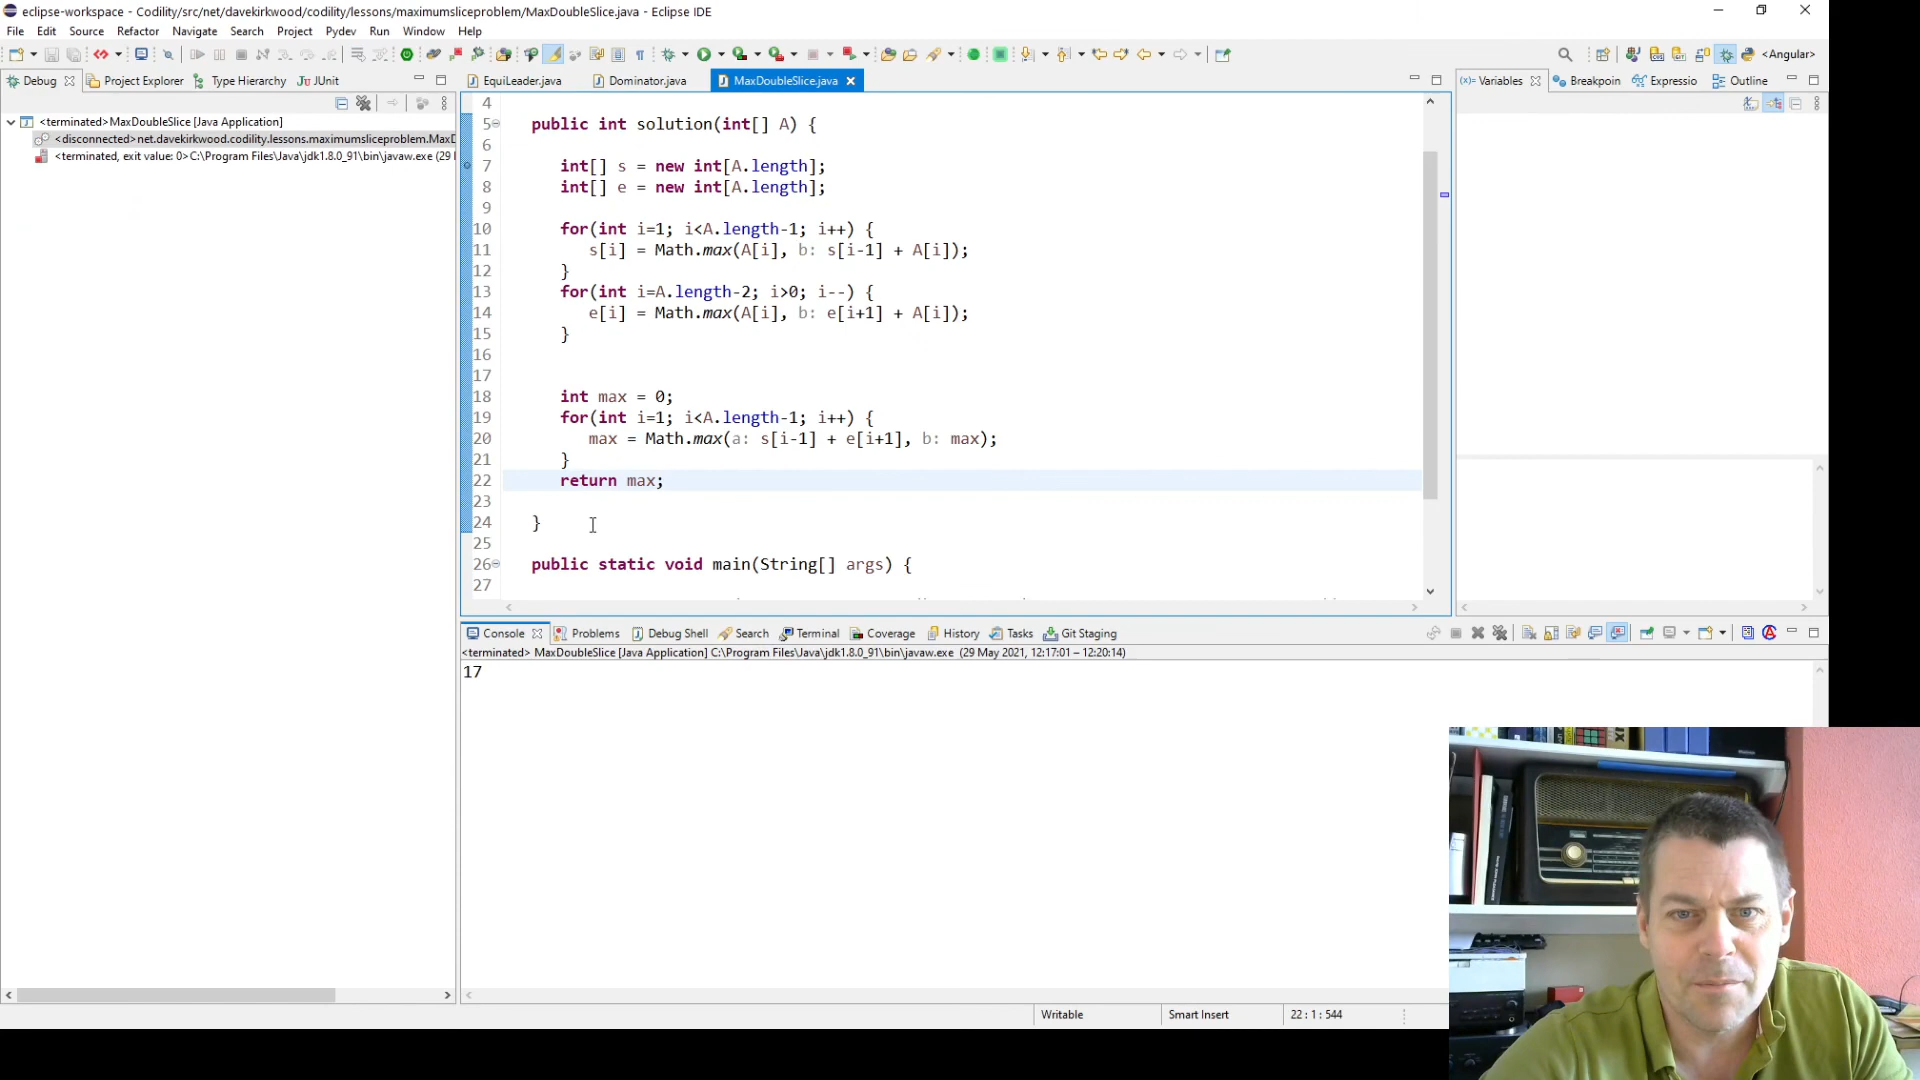 eclipse-workspace - Codility/src/net/davekirkwood/codility/lessons/maximumsliceproblem/MaxDoubleSlice.java - Eclipse IDE
File Edit Source Refactor Navigate Search Project Pydev Run Window Help
<Angular>
Debug Project Explorer Type Hierarchy JUnit
EquiLeader.java Dominator.java MaxDoubleSlice.java
Variables Breakpoin Expressio Outline
<terminated>MaxDoubleSlice [Java Application]
<disconnected>net.davekirkwood.codility.lessons.maximumsliceproblem.MaxD
<terminated, exit value: 0>C:\Program Files\Java\jdk1.8.0_91\bin\javaw.exe (29
4
5 public int solution(int[] A) {
6
7 int[] s = new int[A.length];
8 int[] e = new int[A.length];
9
10 for(int i=1; i<A.length-1; i++) {
11 s[i] = Math.max(A[i], b: s[i-1] + A[i]);
12 }
13 for(int i=A.length-2; i>0; i--) {
14 e[i] = Math.max(A[i], b: e[i+1] + A[i]);
15 }
16
17
18 int max = 0;
19 for(int i=1; i<A.length-1; i++) {
20 max = Math.max(a: s[i-1] + e[i+1], b: max);
21 }
22 return max;
23
24 }
25
26 public static void main(String[] args) {
27
Console Problems Debug Shell Search Terminal Coverage History Tasks Git Staging
<terminated> MaxDoubleSlice [Java Application] C:\Program Files\Java\jdk1.8.0_91\bin\javaw.exe (29 May 2021, 12:17:01 – 12:20:14)
17
Writable Smart Insert 22 : 1 : 544